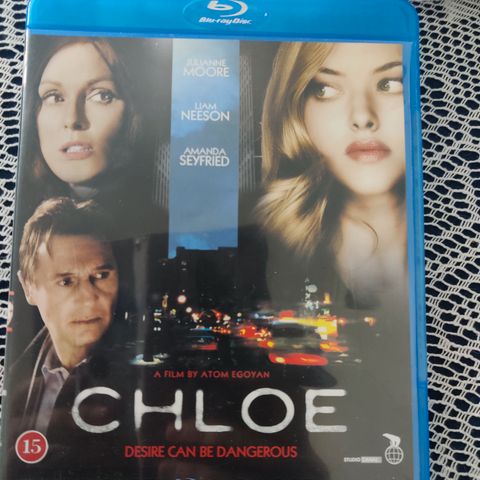 Blu-ray Disc
JULIANNE
MOORE
LIAM
NEESON
AMANDA
SEYFRIED
A FILM BY ATOM EGOYAN
CHLOE
DESIRE CAN BE DANGEROUS
15
STUDIO CANAL